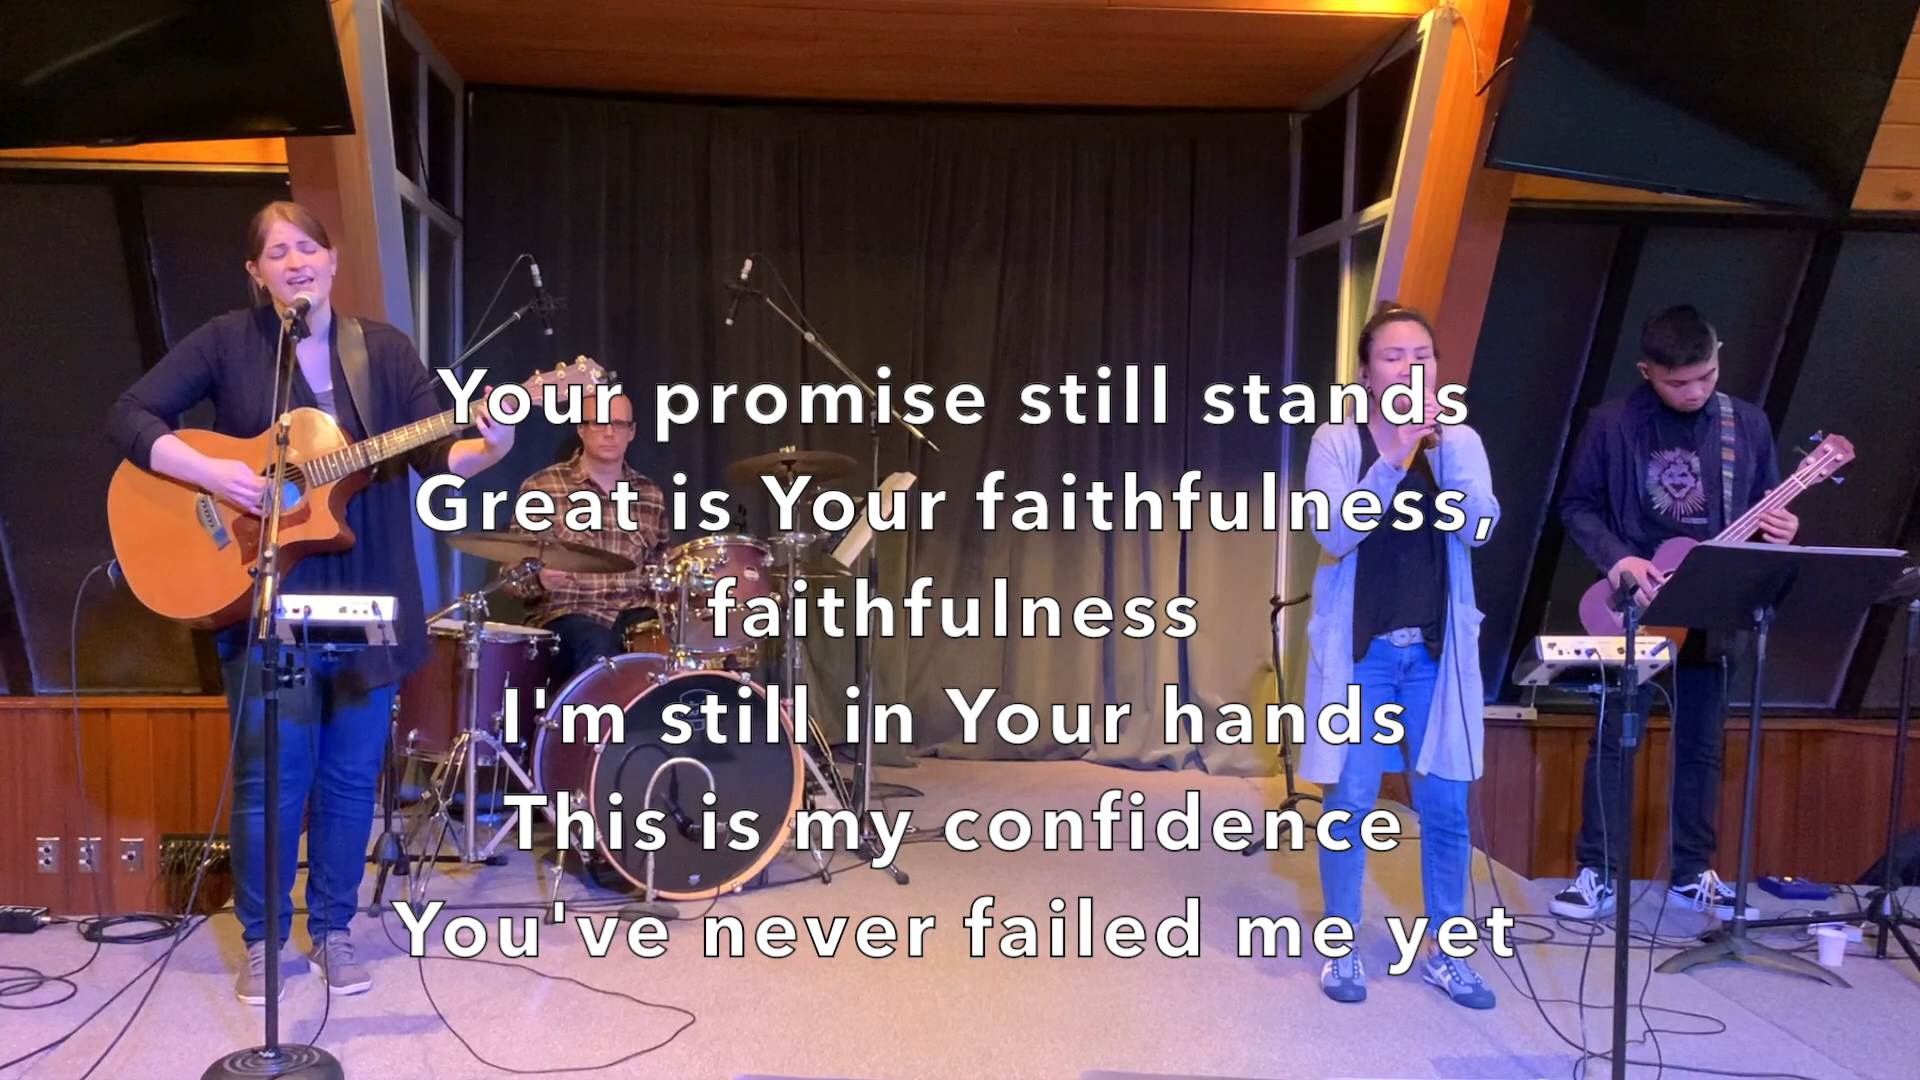 Your promise still stands
Great is Your faithfulness,
faithfulness
I'm still in Your hands
This is my confidence
You've never failed me yet